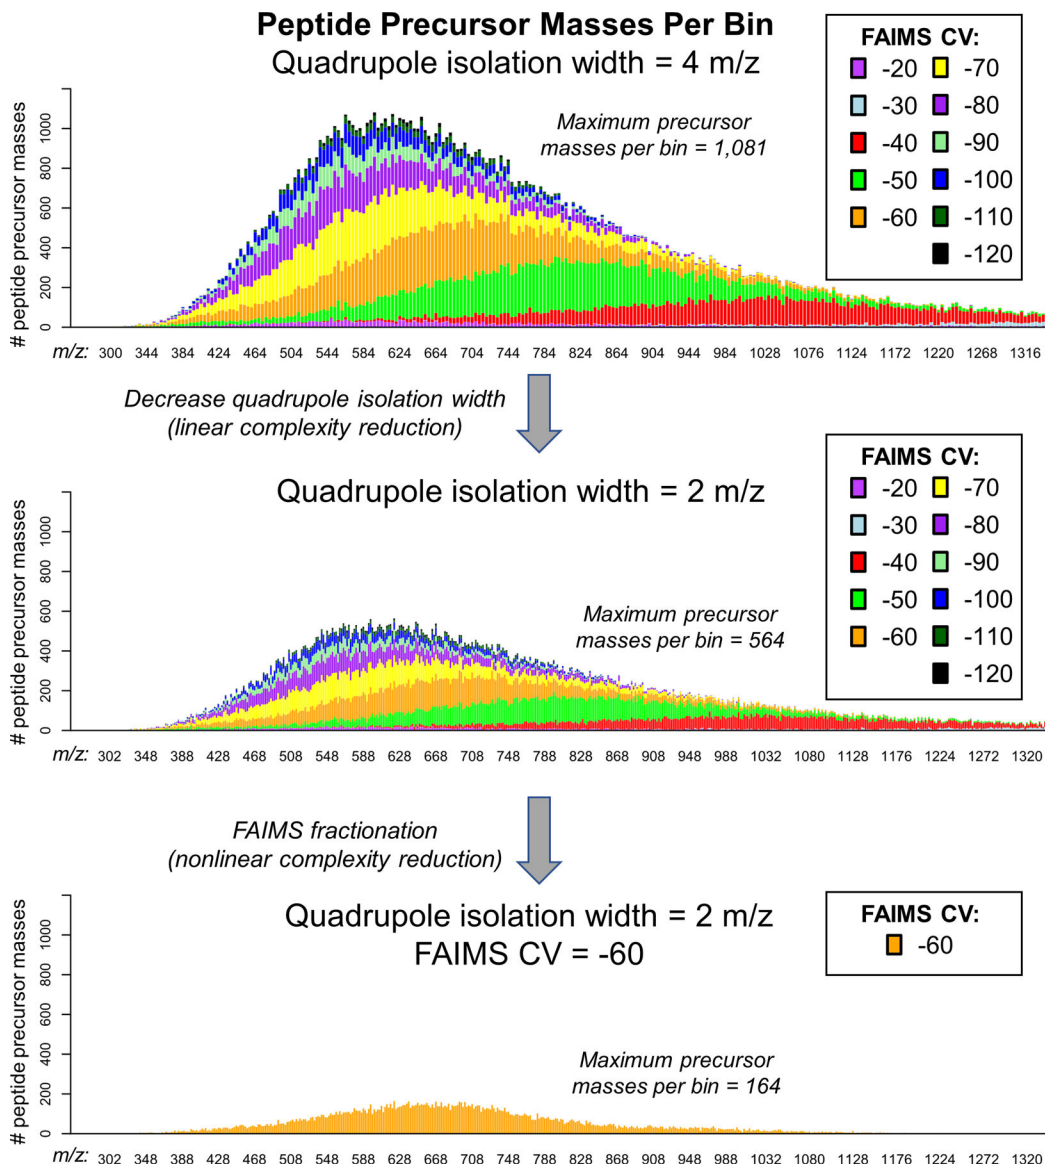 Peptide Precursor Masses Per Bin
Quadrupole isolation width = 4 m/z
FAIMS CV:
-20 -70
-30 -80
-40 -90
-50 -100
-60 -110
-120
Maximum precursor
masses per bin = 1,081
# peptide precursor masses
1000
800
600
400
200
0
m/z: 300 344 384 424 464 504 544 584 624 664 704 744 784 824 864 904 944 988 1028 1076 1124 1172 1220 1268 1316
Decrease quadrupole isolation width
(linear complexity reduction)
Quadrupole isolation width = 2 m/z
FAIMS CV:
-20 -70
-30 -80
-40 -90
-50 -100
-60 -110
-120
Maximum precursor
masses per bin = 564
# peptide precursor masses
1000
800
600
400
200
0
m/z: 302 348 388 428 468 508 548 588 628 668 708 748 788 828 868 908 948 988 1032 1080 1128 1176 1224 1272 1320
FAIMS fractionation
(nonlinear complexity reduction)
Quadrupole isolation width = 2 m/z
FAIMS CV = -60
FAIMS CV:
-60
Maximum precursor
masses per bin = 164
# peptide precursor masses
1000
800
600
400
200
0
m/z: 302 348 388 428 468 508 548 588 628 668 708 748 788 828 868 908 948 988 1032 1080 1128 1176 1224 1272 1320